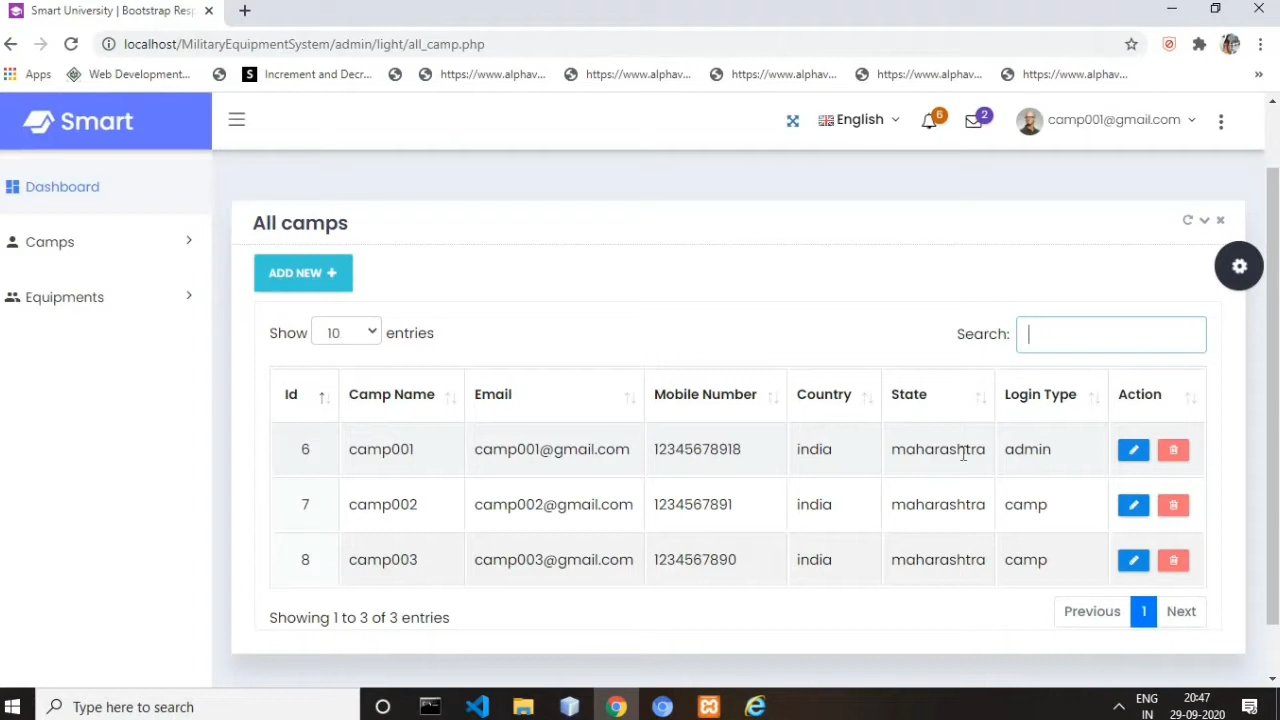 Smart University | Bootstrap Resp
localhost/MilitaryEquipmentSystem/admin/light/all_camp.php
Apps Web Development... S Increment and Decr... https://www.alphav... https://www.alphav... https://www.alphav... https://www.alphav... https://www.alphav... »
Smart
English 6 2 camp001@gmail.com
Dashboard
Camps
Equipments
All camps
ADD NEW +
Show 10 entries
Search:
Id Camp Name Email Mobile Number Country State Login Type Action
6 camp001 camp001@gmail.com 12345678918 india maharashtra admin
7 camp002 camp002@gmail.com 1234567891 india maharashtra camp
8 camp003 camp003@gmail.com 1234567890 india maharashtra camp
Showing 1 to 3 of 3 entries
Previous 1 Next
Type here to search
ENG 20:47
IN 29-09-2020